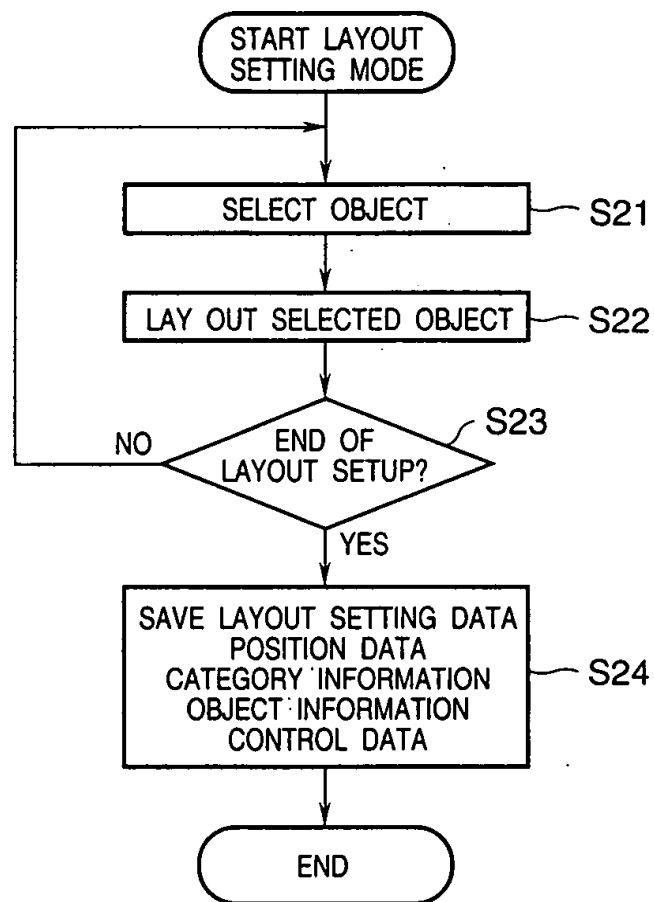 START LAYOUT
SETTING MODE
SELECT OBJECT
S21
LAY OUT SELECTED OBJECT
S22
S23
END OF
LAYOUT SETUP?
NO
YES
SAVE LAYOUT SETTING DATA
POSITION DATA
CATEGORY INFORMATION
OBJECT INFORMATION
CONTROL DATA
S24
END